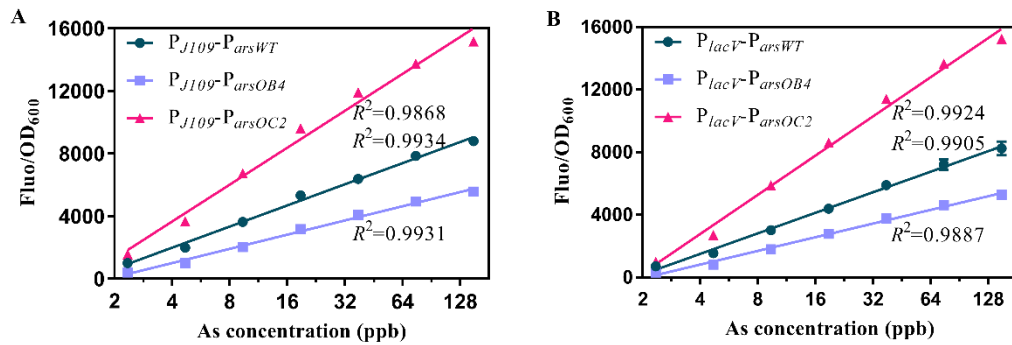 A
16000
12000
8000
4000
0
Fluo/OD600
PJ109-ParsWT
PJ109-ParsOB4
PJ109-ParsOC2
R2=0.9868
R2=0.9934
R2=0.9931
2 4 8 16 32 64 128
As concentration (ppb)
B
16000
12000
8000
4000
0
Fluo/OD600
PlacV-ParsWT
PlacV-ParsOB4
PlacV-ParsOC2
R2=0.9924
R2=0.9905
R2=0.9887
2 4 8 16 32 64 128
As concentration (ppb)